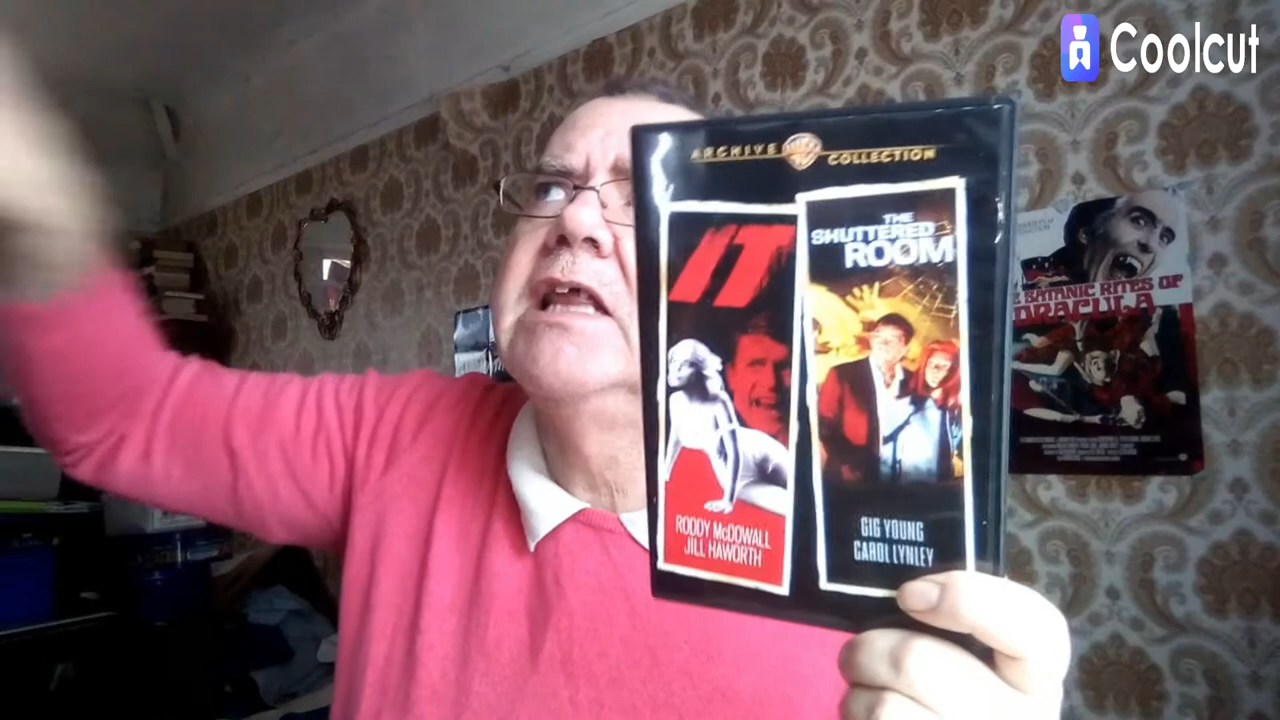 Coolcut
ARCHIVE COLLECTION
IT
RODDY McDOWALL
JILL HAWORTH
THE
SHUTTERED
ROOM
GIG YOUNG
CAROL LYNLEY
SATANIC RITES OF
DRACULA